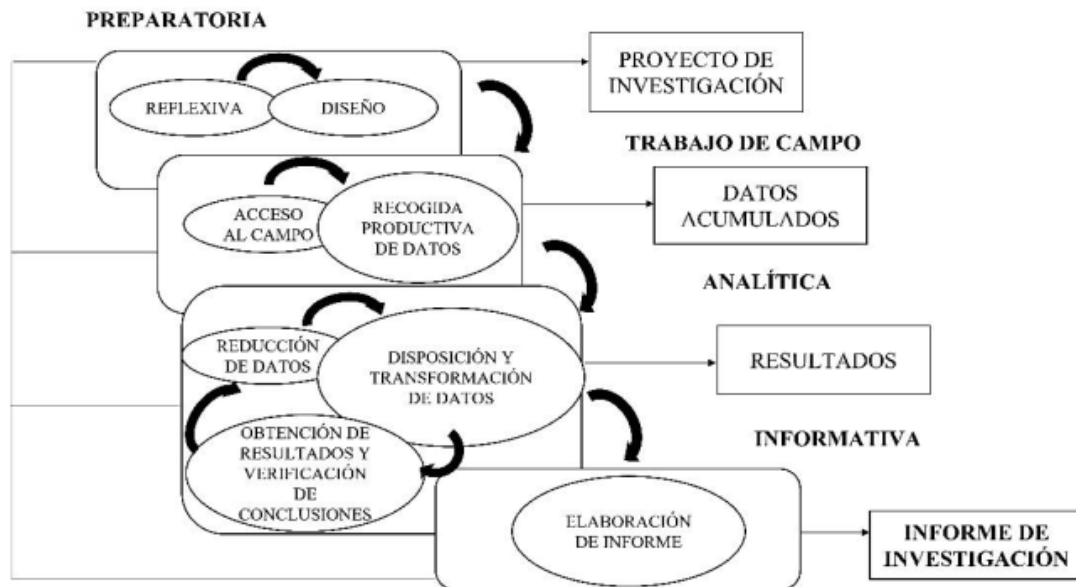 PREPARATORIA
REFLEXIVA
DISEÑO
PROYECTO DE
INVESTIGACIÓN
TRABAJO DE CAMPO
ACCESO
AL CAMPO
RECOGIDA
PRODUCTIVA
DE DATOS
DATOS
ACUMULADOS
ANALÍTICA
REDUCCIÓN
DE DATOS
DISPOSICIÓN Y
TRANSFORMACIÓN
DE DATOS
RESULTADOS
OBTENCIÓN DE
RESULTADOS Y
VERIFICACIÓN
DE
CONCLUSIONES
INFORMATIVA
ELABORACIÓN
DE INFORME
INFORME DE
INVESTIGACIÓN